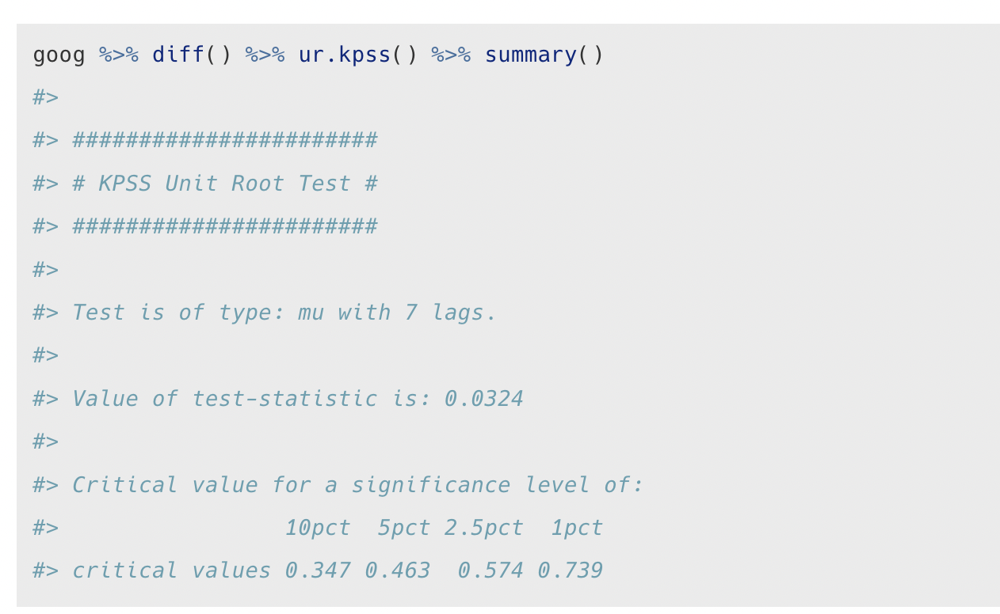 goog %>% diff() %>% ur.kpss() %>% summary()
#>
#> #######################
#> # KPSS Unit Root Test #
#> #######################
#>
#> Test is of type: mu with 7 lags.
#>
#> Value of test-statistic is: 0.0324
#>
#> Critical value for a significance level of:
#>                 10pct  5pct 2.5pct  1pct
#> critical values 0.347 0.463  0.574 0.739